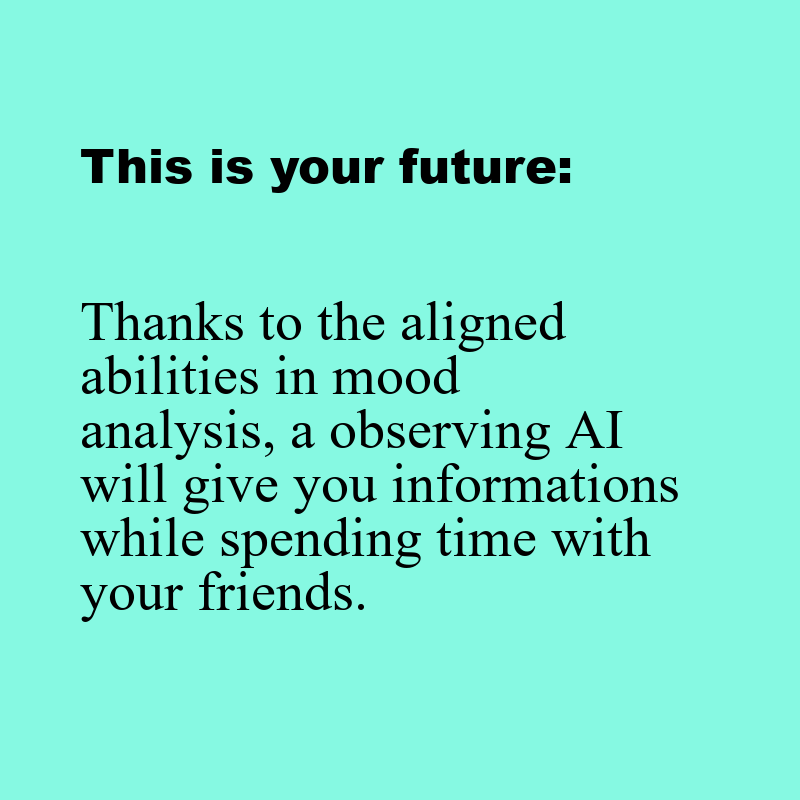 This is your future:
Thanks to the aligned
abilities in mood
analysis, a observing AI
will give you informations
while spending time with
your friends.